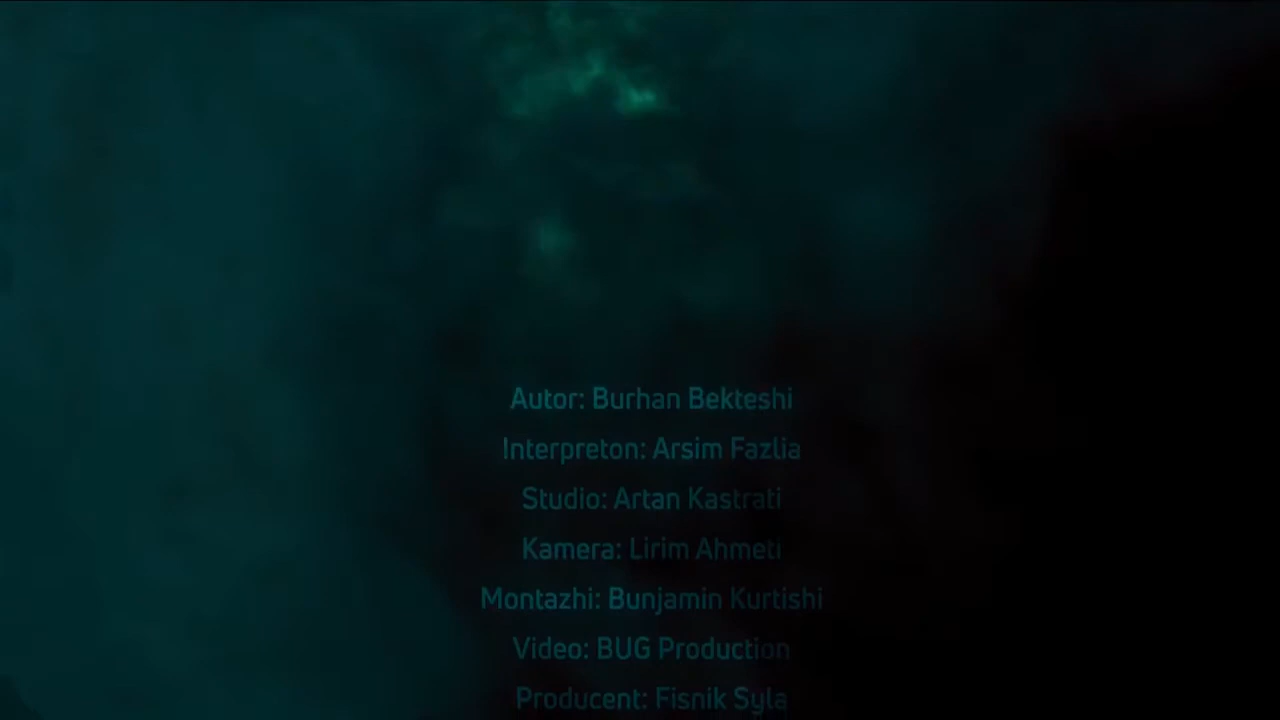 Autor: Burhan Bekteshi
Interpreton: Arsim Fazlia
Studio: Artan Kastrati
Kamera: Lirim Ahmeti
Montazhi: Bunjamin Kurtishi
Video: BUG Production
Producent: Fisnik Syla